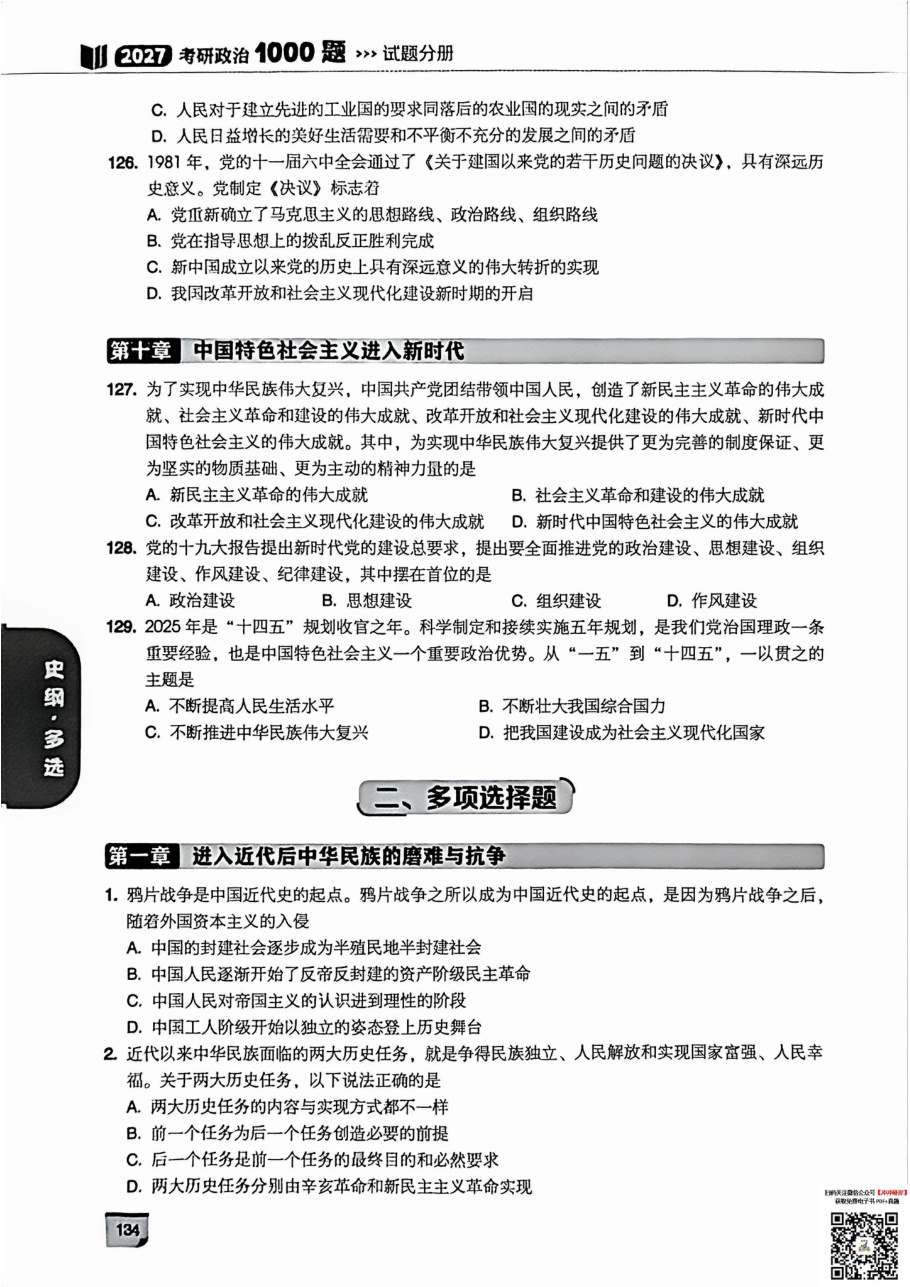 2027 考研政治1000题 >>> 试题分册
C. 人民对于建立先进的工业国的要求同落后的农业国的现实之间的矛盾
D. 人民日益增长的美好生活需要和不平衡不充分的发展之间的矛盾
126. 1981 年，党的十一届六中全会通过了《关于建国以来党的若干历史问题的决议》，具有深远历
史意义。党制定《决议》标志着
A. 党重新确立了马克思主义的思想路线、政治路线、组织路线
B. 党在指导思想上的拨乱反正胜利完成
C. 新中国成立以来党的历史上具有深远意义的伟大转折的实现
D. 我国改革开放和社会主义现代化建设新时期的开启
第十章 中国特色社会主义进入新时代
127. 为了实现中华民族伟大复兴，中国共产党团结带领中国人民，创造了新民主主义革命的伟大成
就、社会主义革命和建设的伟大成就、改革开放和社会主义现代化建设的伟大成就、新时代中
国特色社会主义的伟大成就。其中，为实现中华民族伟大复兴提供了更为完善的制度保证、更
为坚实的物质基础、更为主动的精神力量的是
A. 新民主主义革命的伟大成就 B. 社会主义革命和建设的伟大成就
C. 改革开放和社会主义现代化建设的伟大成就 D. 新时代中国特色社会主义的伟大成就
128. 党的十九大报告提出新时代党的建设总要求，提出要全面推进党的政治建设、思想建设、组织
建设、作风建设、纪律建设，其中摆在首位的是
A. 政治建设 B. 思想建设 C. 组织建设 D. 作风建设
129. 2025 年是“十四五”规划收官之年。科学制定和接续实施五年规划，是我们党治国理政一条
重要经验，也是中国特色社会主义一个重要政治优势。从“一五”到“十四五”，一以贯之的
主题是
A. 不断提高人民生活水平 B. 不断壮大我国综合国力
C. 不断推进中华民族伟大复兴 D. 把我国建设成为社会主义现代化国家
史纲·多选
二、多项选择题
第一章 进入近代后中华民族的磨难与抗争
1. 鸦片战争是中国近代史的起点。鸦片战争之所以成为中国近代史的起点，是因为鸦片战争之后，
随着外国资本主义的入侵
A. 中国的封建社会逐步成为半殖民地半封建社会
B. 中国人民逐渐开始了反帝反封建的资产阶级民主革命
C. 中国人民对帝国主义的认识进到理性的阶段
D. 中国工人阶级开始以独立的姿态登上历史舞台
2. 近代以来中华民族面临的两大历史任务，就是争得民族独立、人民解放和实现国家富强、人民幸
福。关于两大历史任务，以下说法正确的是
A. 两大历史任务的内容与实现方式都不一样
B. 前一个任务为后一个任务创造必要的前提
C. 后一个任务是前一个任务的最终目的和必然要求
D. 两大历史任务分别由辛亥革命和新民主主义革命实现
134
扫码关注微信公众号
获取免费电子书PDF+真题